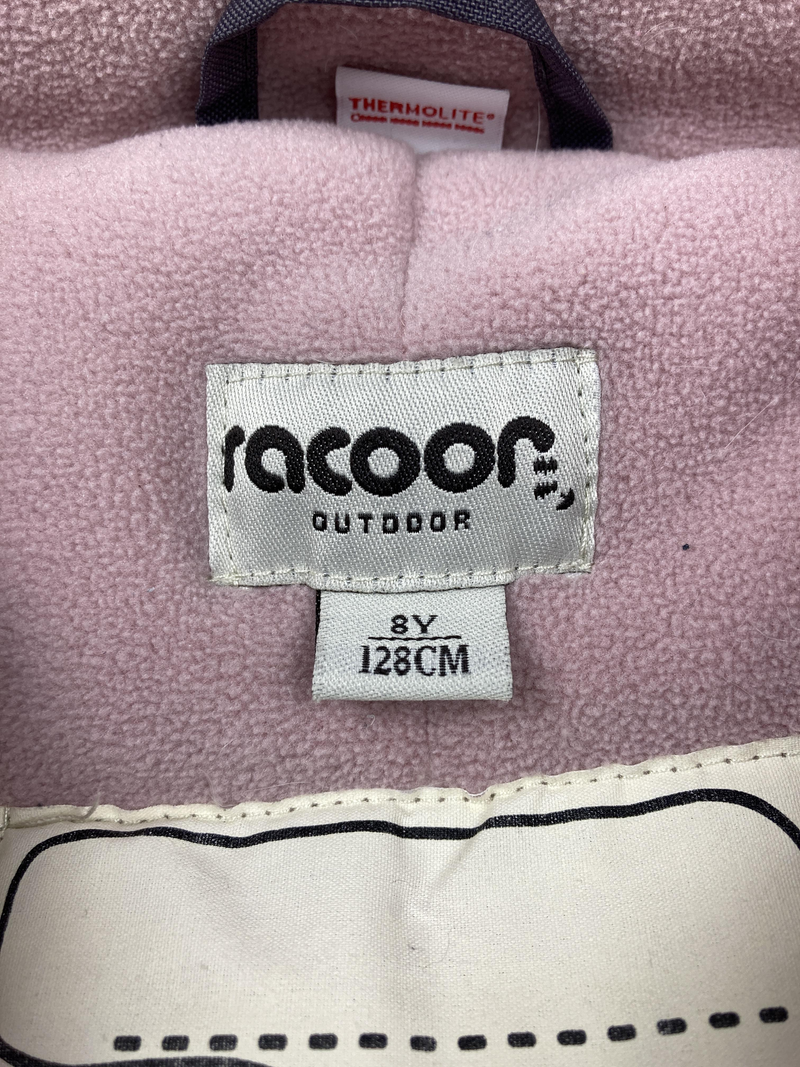 THERMOLITE®
racoon
OUTDOOR
8Y
128CM